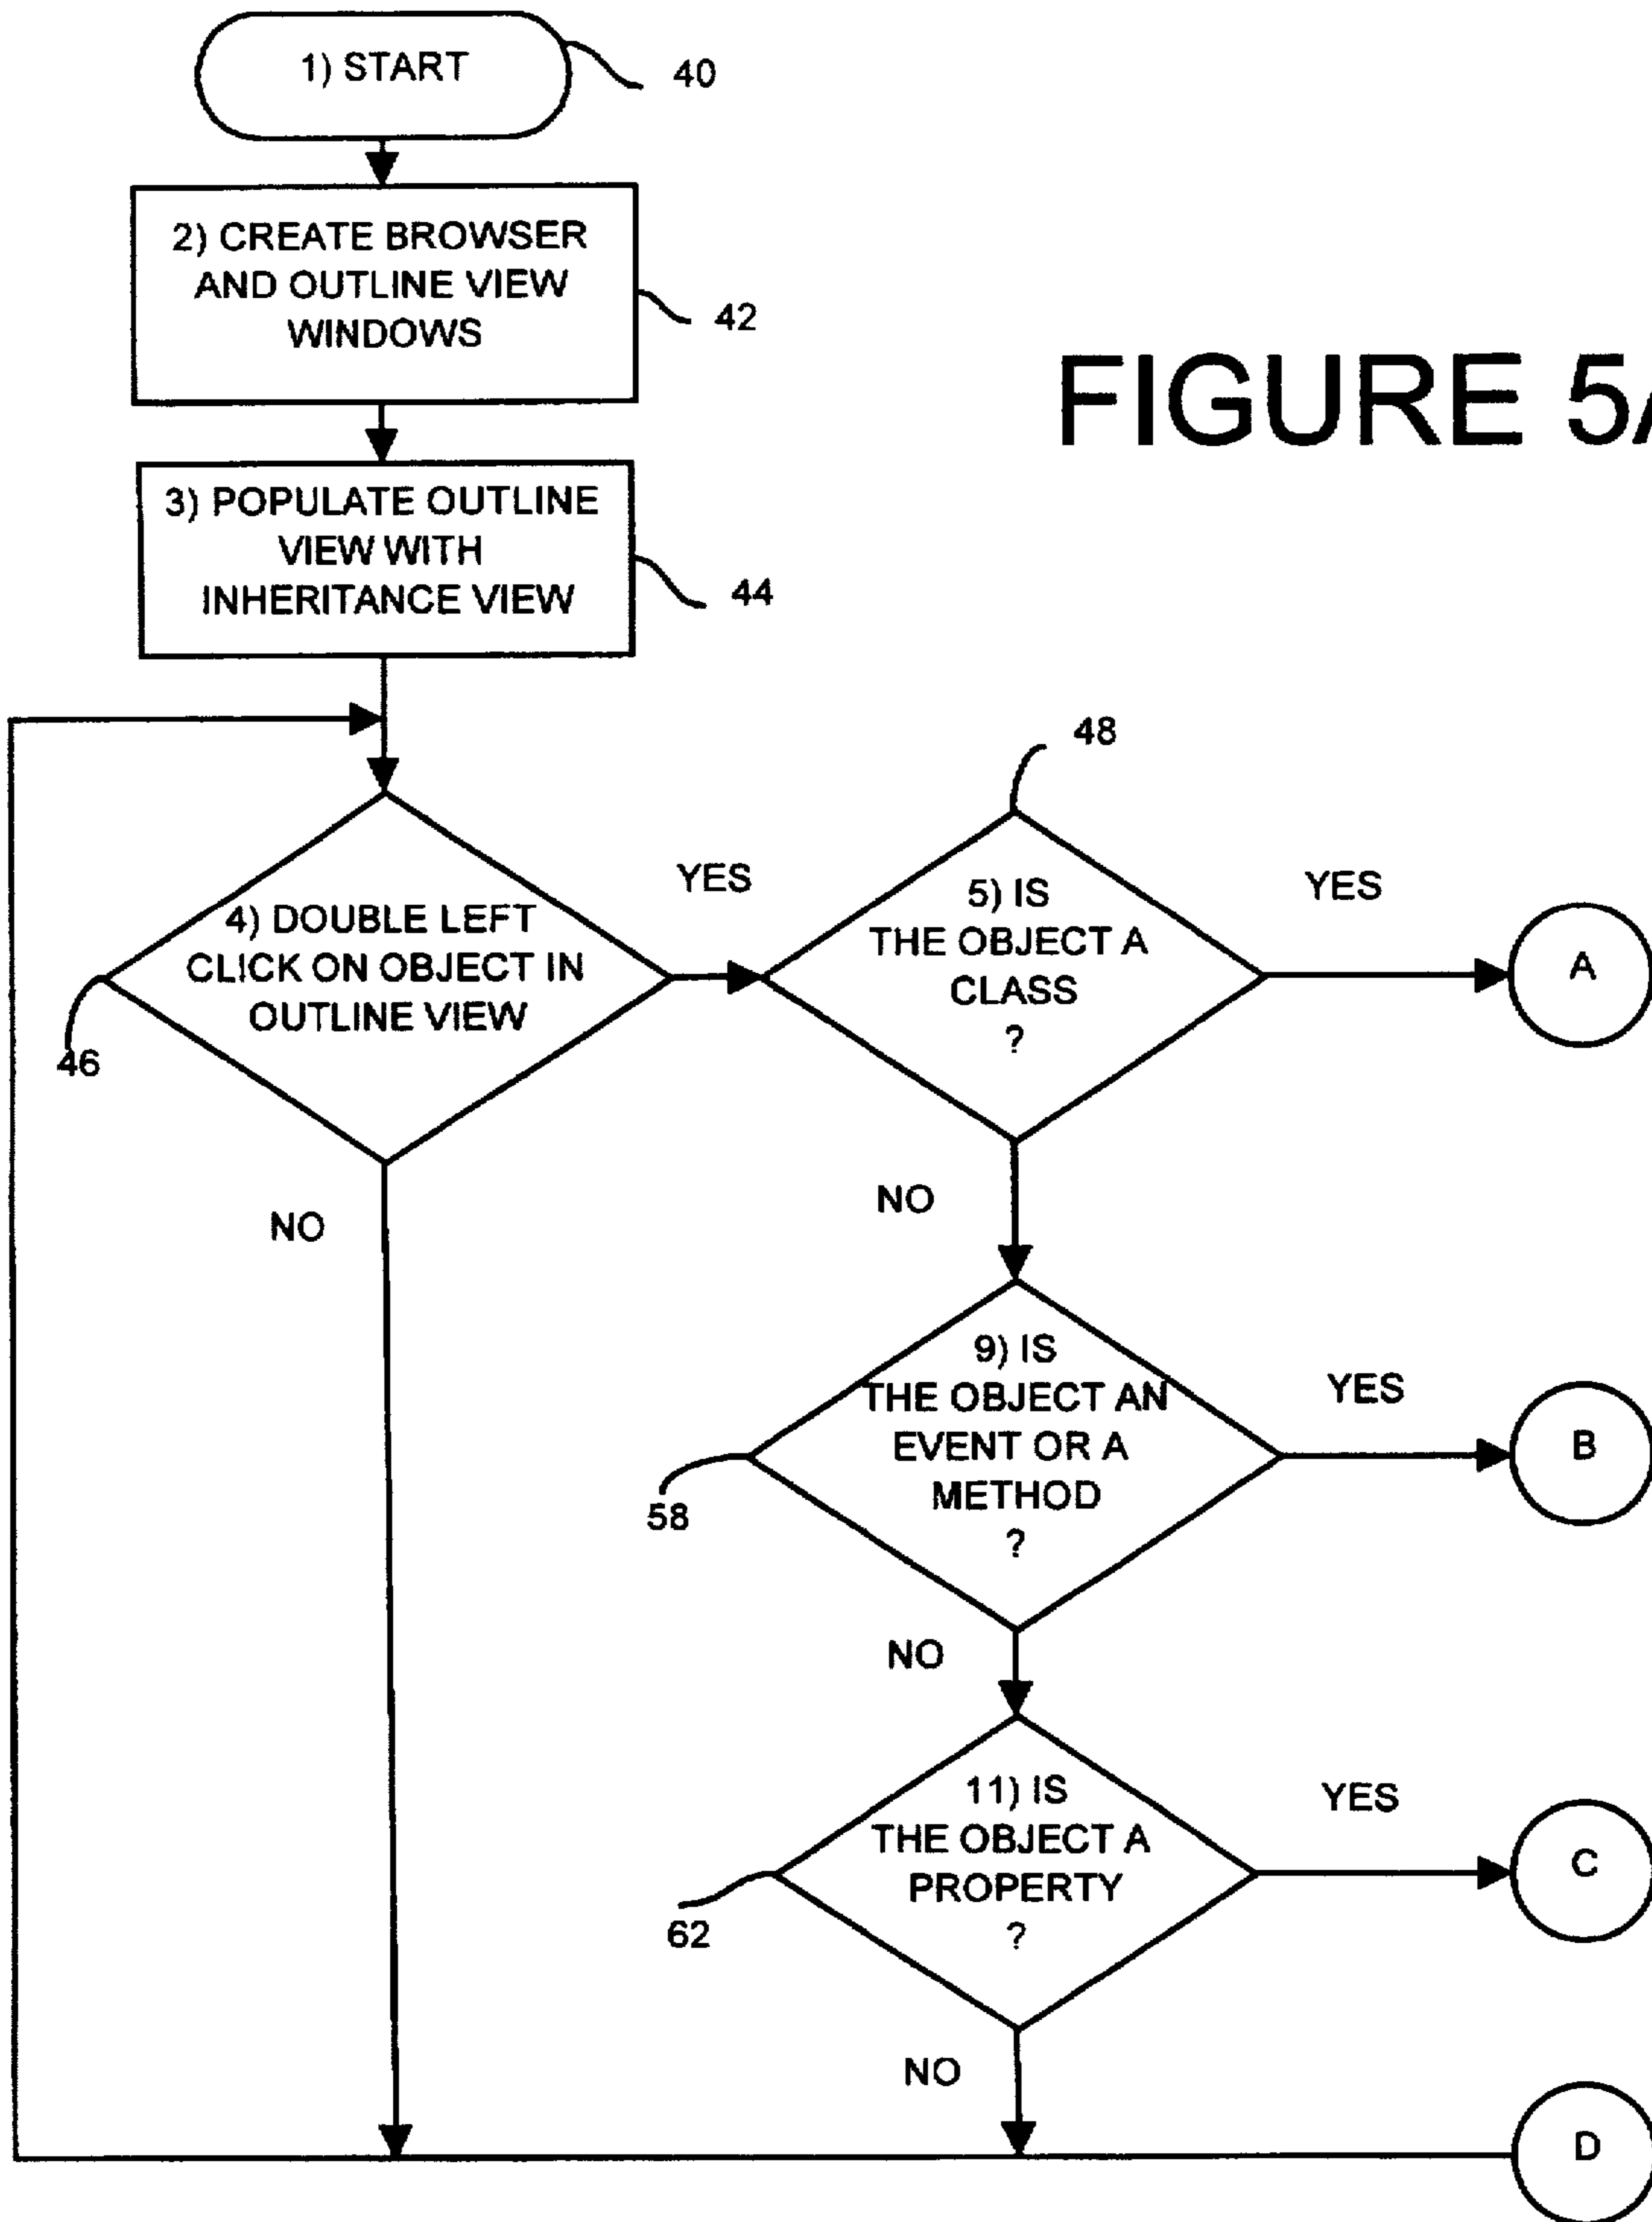 1) START
40
2) CREATE BROWSER
AND OUTLINE VIEW
WINDOWS
42
FIGURE 5A
3) POPULATE OUTLINE
VIEW WITH
INHERITANCE VIEW
44
48
YES
YES
4) DOUBLE LEFT
CLICK ON OBJECT IN
OUTLINE VIEW
46
5) IS
THE OBJECT A
CLASS
?
A
NO
NO
9) IS
THE OBJECT AN
EVENT OR A
METHOD
?
58
YES
B
NO
11) IS
THE OBJECT A
PROPERTY
?
62
YES
C
NO
D